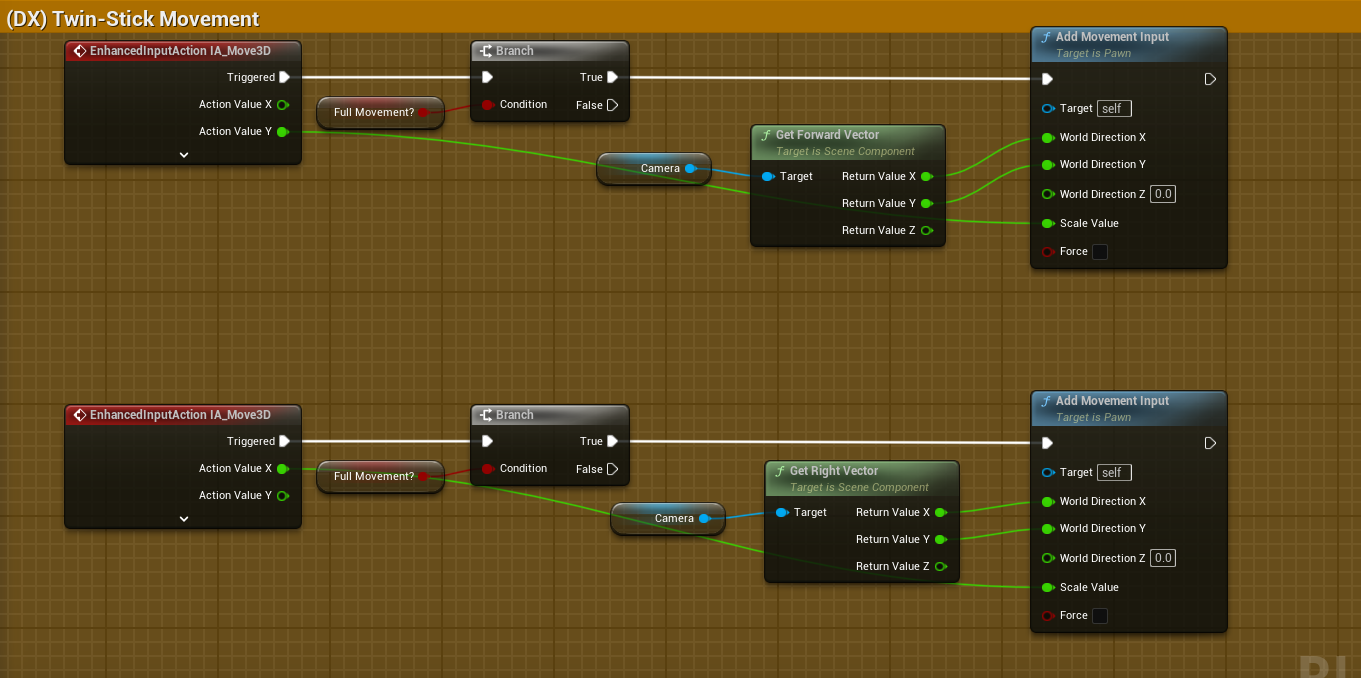 (DX) Twin-Stick Movement
EnhancedInputAction IA_Move3D
Triggered
Action Value X
Action Value Y
Full Movement?
Branch
True
Condition
False
Camera
Get Forward Vector
Target is Scene Component
Target
Return Value X
Return Value Y
Return Value Z
Add Movement Input
Target is Pawn
Target self
World Direction X
World Direction Y
World Direction Z 0.0
Scale Value
Force
EnhancedInputAction IA_Move3D
Triggered
Action Value X
Action Value Y
Full Movement?
Branch
True
Condition
False
Camera
Get Right Vector
Target is Scene Component
Target
Return Value X
Return Value Y
Return Value Z
Add Movement Input
Target is Pawn
Target self
World Direction X
World Direction Y
World Direction Z 0.0
Scale Value
Force